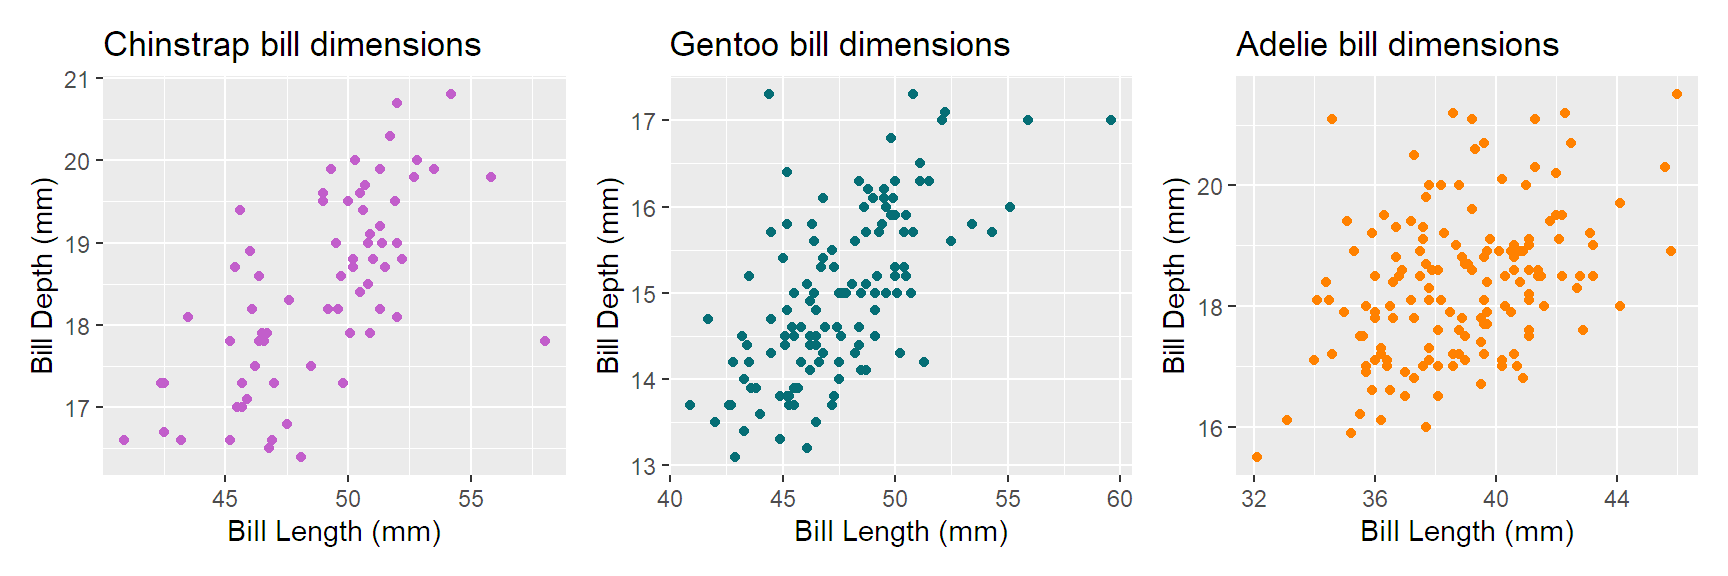 Chinstrap bill dimensions
Bill Depth (mm)
21
20
19
18
17
45 50 55
Bill Length (mm)
Gentoo bill dimensions
Bill Depth (mm)
17
16
15
14
13
40 45 50 55 60
Bill Length (mm)
Adelie bill dimensions
Bill Depth (mm)
20
18
16
32 36 40 44
Bill Length (mm)